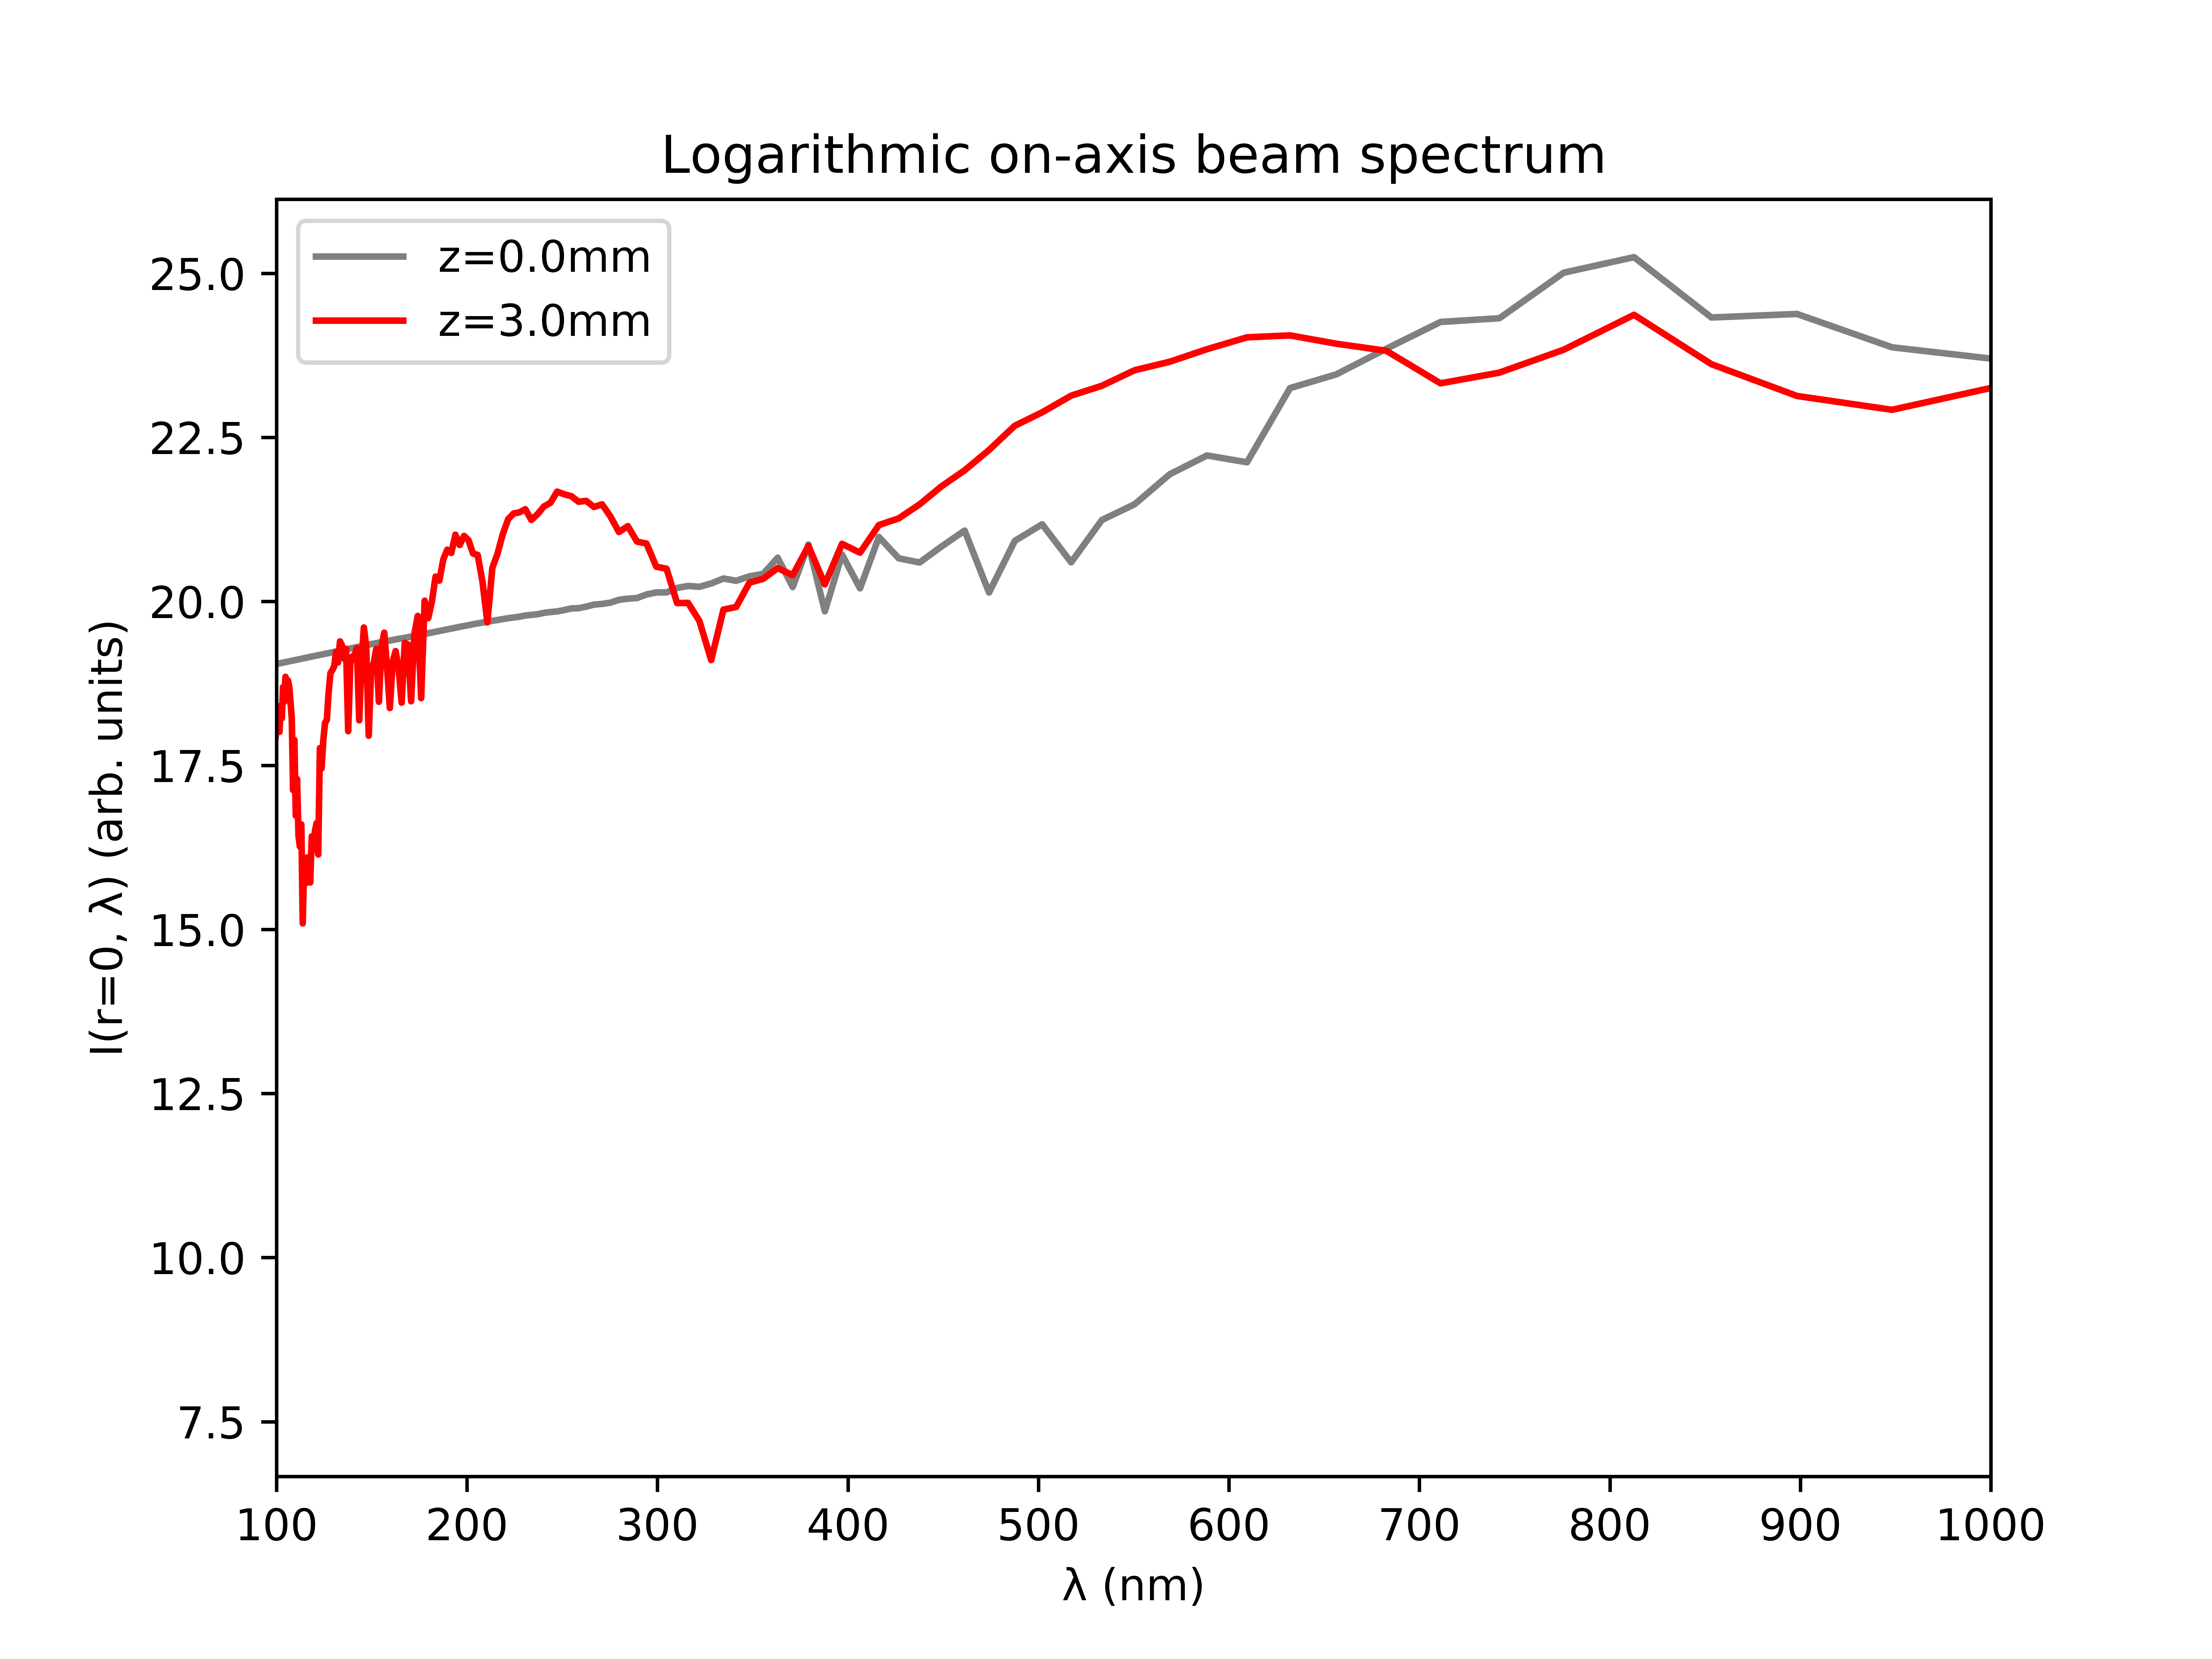 Logarithmic on-axis beam spectrum
z=0.0mm
z=3.0mm
I(r=0, λ) (arb. units)
25.0
22.5
20.0
17.5
15.0
12.5
10.0
7.5
100 200 300 400 500 600 700 800 900 1000
λ (nm)